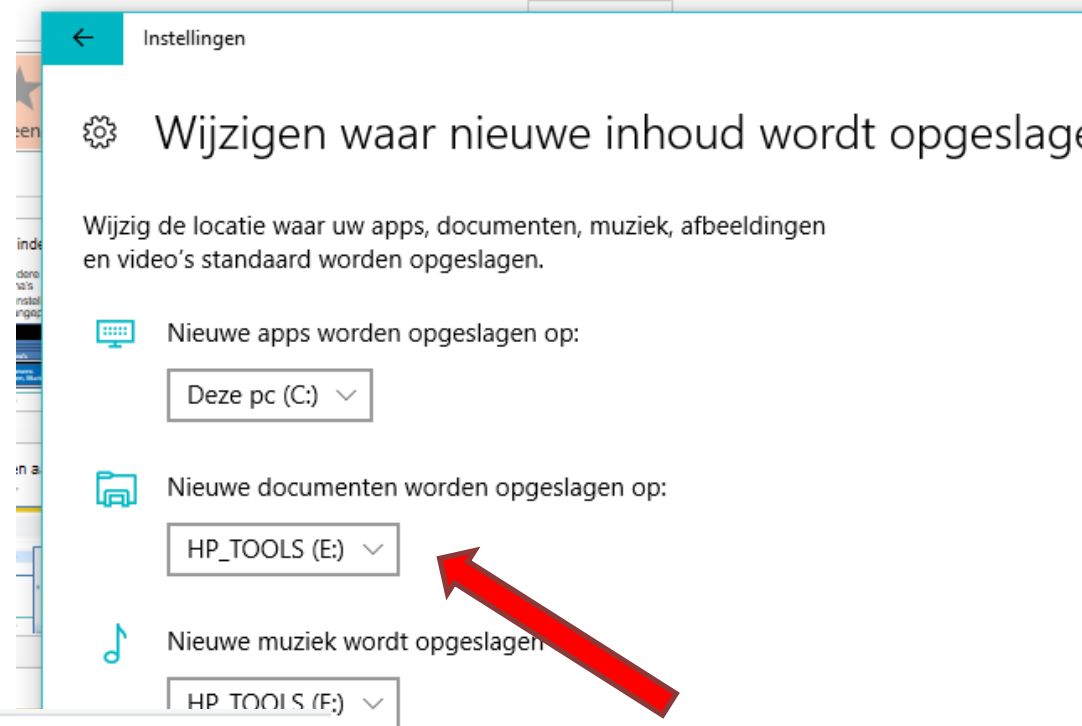 Instellingen
Wijzigen waar nieuwe inhoud wordt opgeslage
Wijzig de locatie waar uw apps, documenten, muziek, afbeeldingen
en video's standaard worden opgeslagen.
Nieuwe apps worden opgeslagen op:
Deze pc (C:)
Nieuwe documenten worden opgeslagen op:
HP_TOOLS (E:)
Nieuwe muziek wordt opgeslagen
HP_TOOLS (E:)